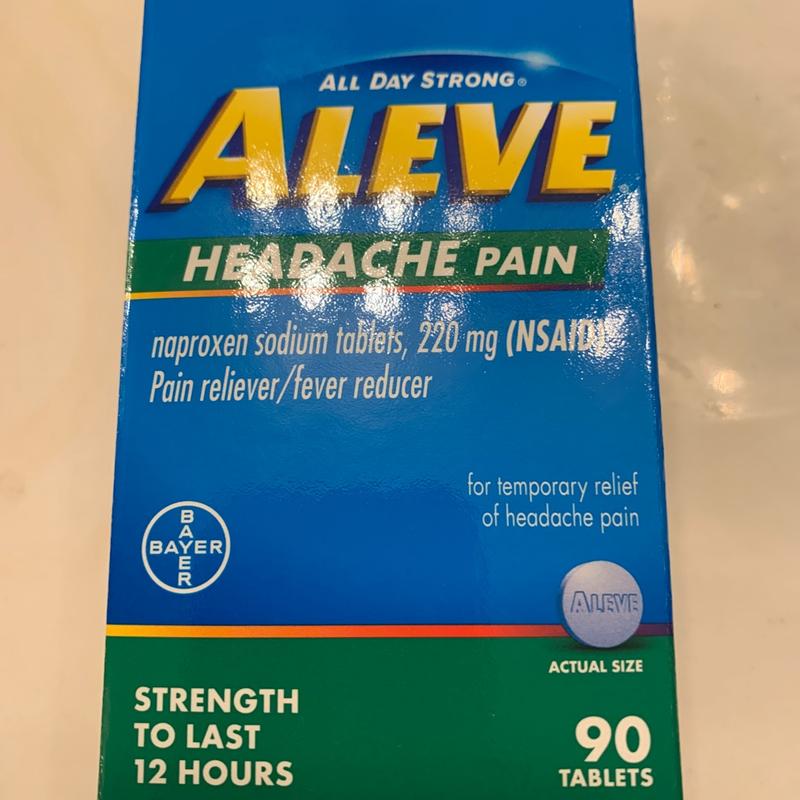 ALL DAY STRONG®
ALEVE®
HEADACHE PAIN
naproxen sodium tablets, 220 mg (NSAID)
Pain reliever/fever reducer
for temporary relief
of headache pain
BAYER
BAYER
ALEVE
ACTUAL SIZE
STRENGTH
TO LAST
12 HOURS
90
TABLETS